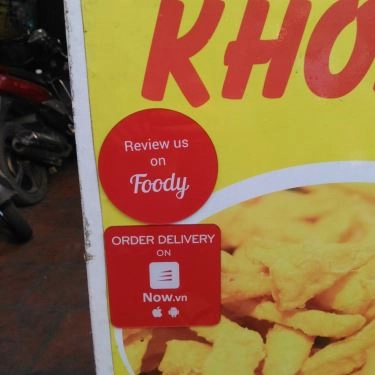 KHO
Review us
on
Foody
ORDER DELIVERY
ON
Now.vn